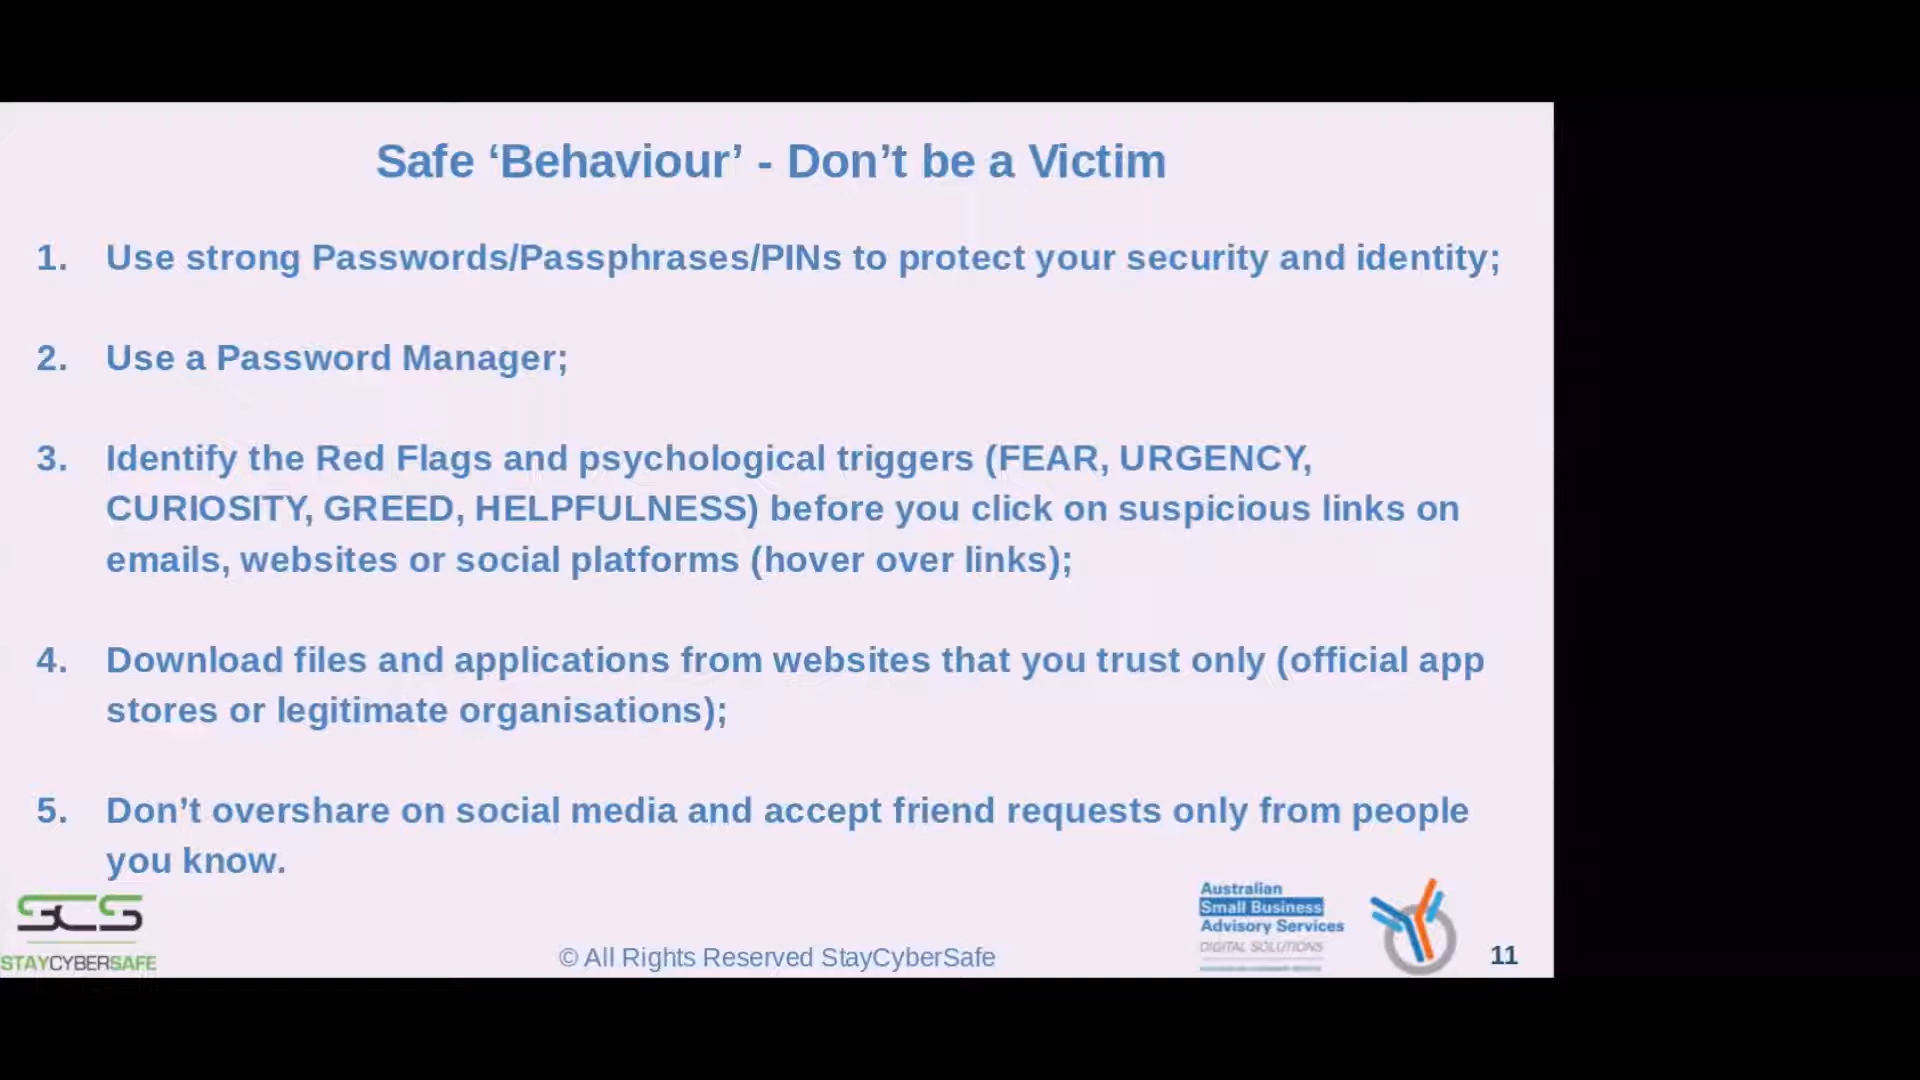 Safe ‘Behaviour’ - Don’t be a Victim
1. Use strong Passwords/Passphrases/PINs to protect your security and identity;
2. Use a Password Manager;
3. Identify the Red Flags and psychological triggers (FEAR, URGENCY,
CURIOSITY, GREED, HELPFULNESS) before you click on suspicious links on
emails, websites or social platforms (hover over links);
4. Download files and applications from websites that you trust only (official app
stores or legitimate organisations);
5. Don’t overshare on social media and accept friend requests only from people
you know.
SCS
STAYCYBERSAFE
© All Rights Reserved StayCyberSafe
Australian
Small Business
Advisory Services
DIGITAL SOLUTIONS
11